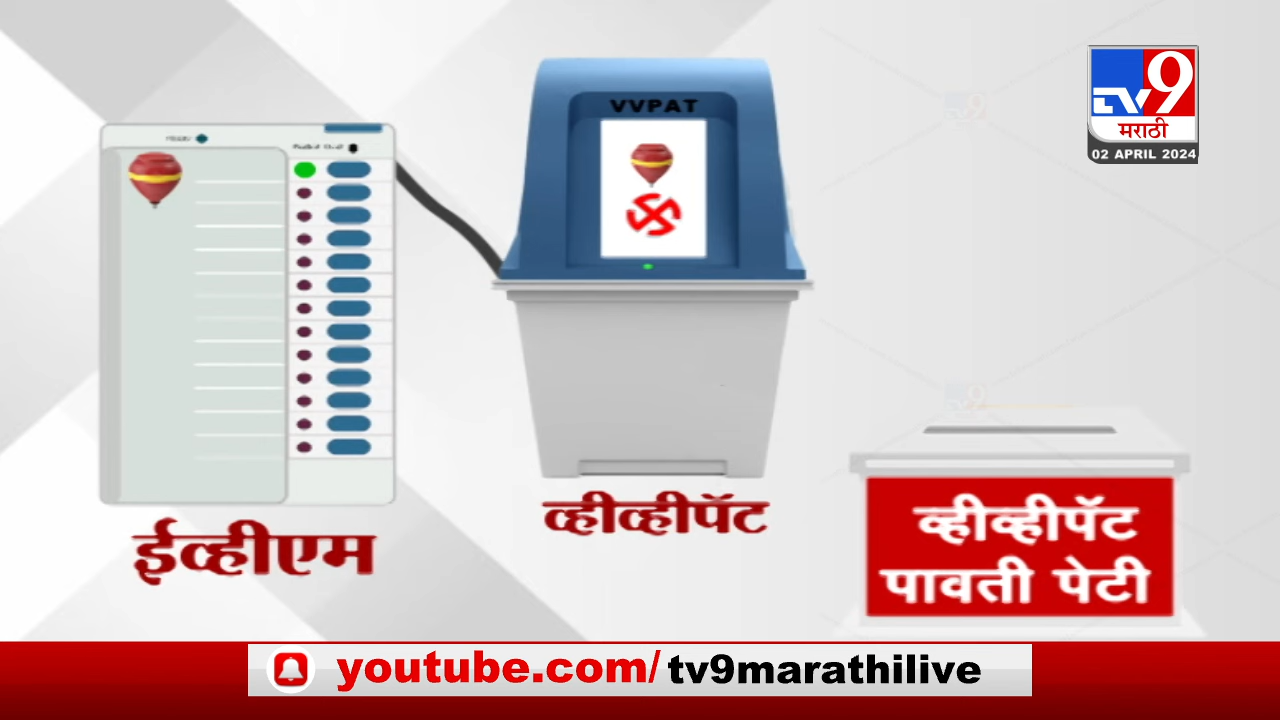 VVPAT
TV9
मराठी
02 APRIL 2024
ईव्हीएम
व्हीव्हीपॅट
व्हीव्हीपॅट
पावती पेटी
youtube.com/tv9marathilive